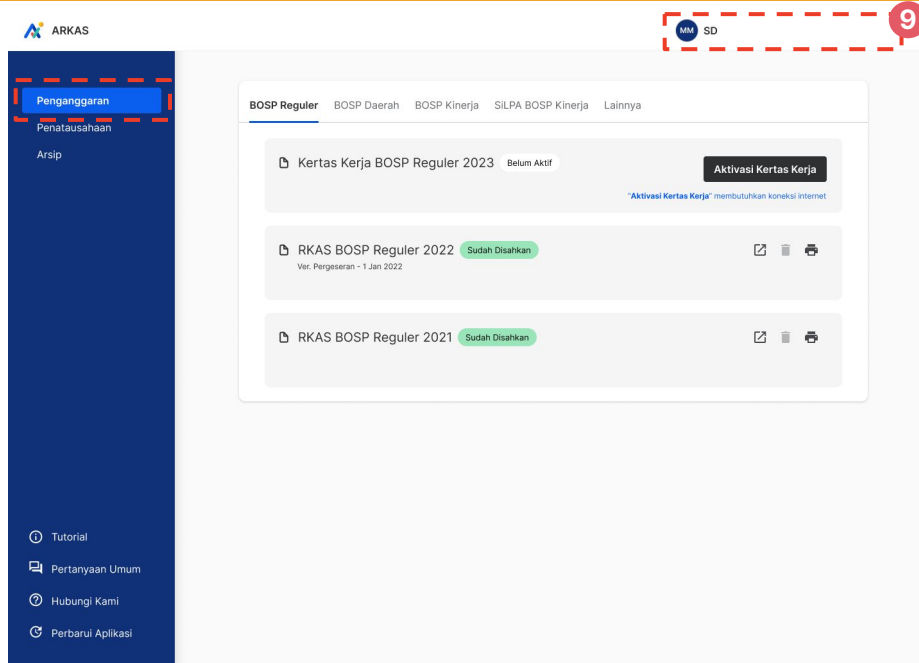 ARKAS
MM SD
9
Penganggaran
Penatausahaan
Arsip
BOSP Reguler BOSP Daerah BOSP Kinerja SiLPA BOSP Kinerja Lainnya
Kertas Kerja BOSP Reguler 2023 Belum Aktif
Aktivasi Kertas Kerja
"Aktivasi Kertas Kerja" membutuhkan koneksi internet
RKAS BOSP Reguler 2022 Sudah Disahkan
Ver. Pergeseran - 1 Jan 2022
RKAS BOSP Reguler 2021 Sudah Disahkan
Tutorial
Pertanyaan Umum
Hubungi Kami
Perbarui Aplikasi